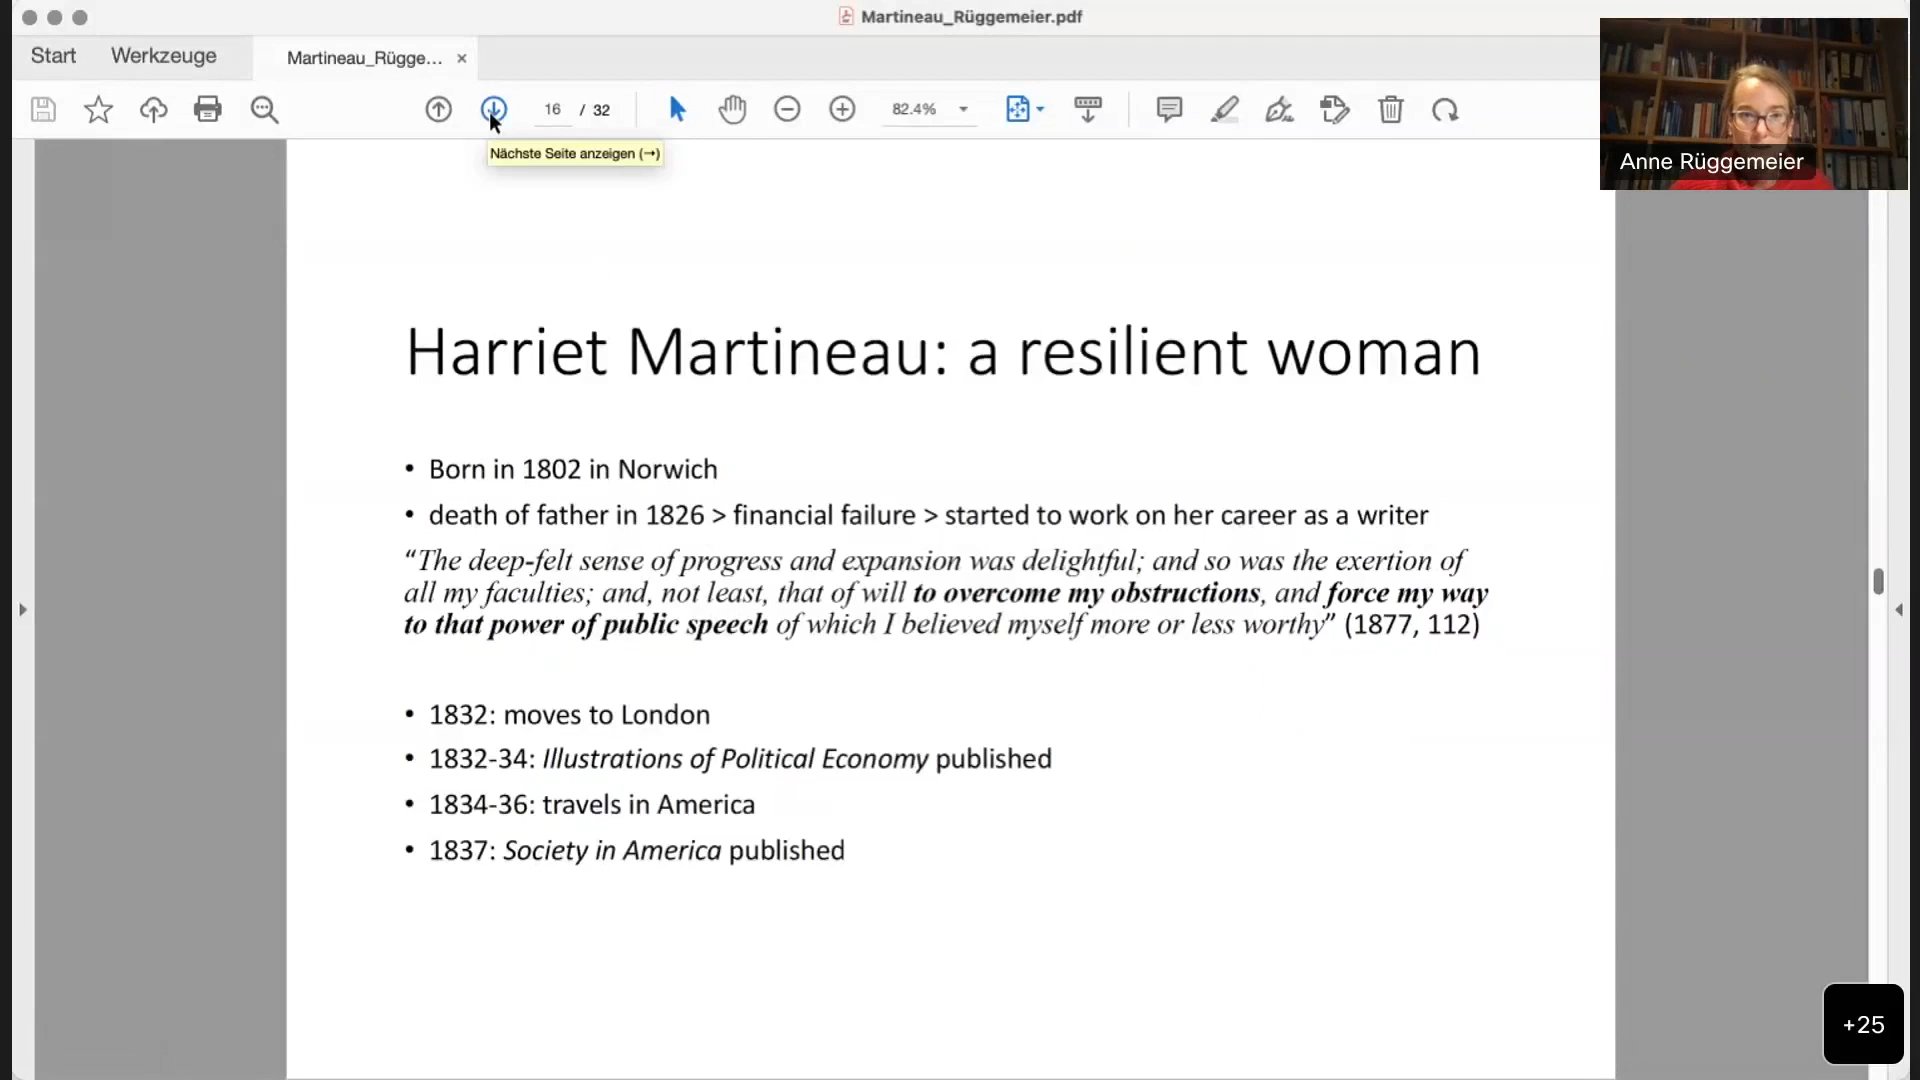 Martineau_Rüggemeier.pdf
Start
Werkzeuge
Martineau_Rügge...
16 / 32
82.4%
Nächste Seite anzeigen (→)
Anne Rüggemeier
Harriet Martineau: a resilient woman
• Born in 1802 in Norwich
• death of father in 1826 > financial failure > started to work on her career as a writer
“The deep-felt sense of progress and expansion was delightful; and so was the exertion of
all my faculties; and, not least, that of will to overcome my obstructions, and force my way
to that power of public speech of which I believed myself more or less worthy” (1877, 112)
• 1832: moves to London
• 1832-34: Illustrations of Political Economy published
• 1834-36: travels in America
• 1837: Society in America published
+25